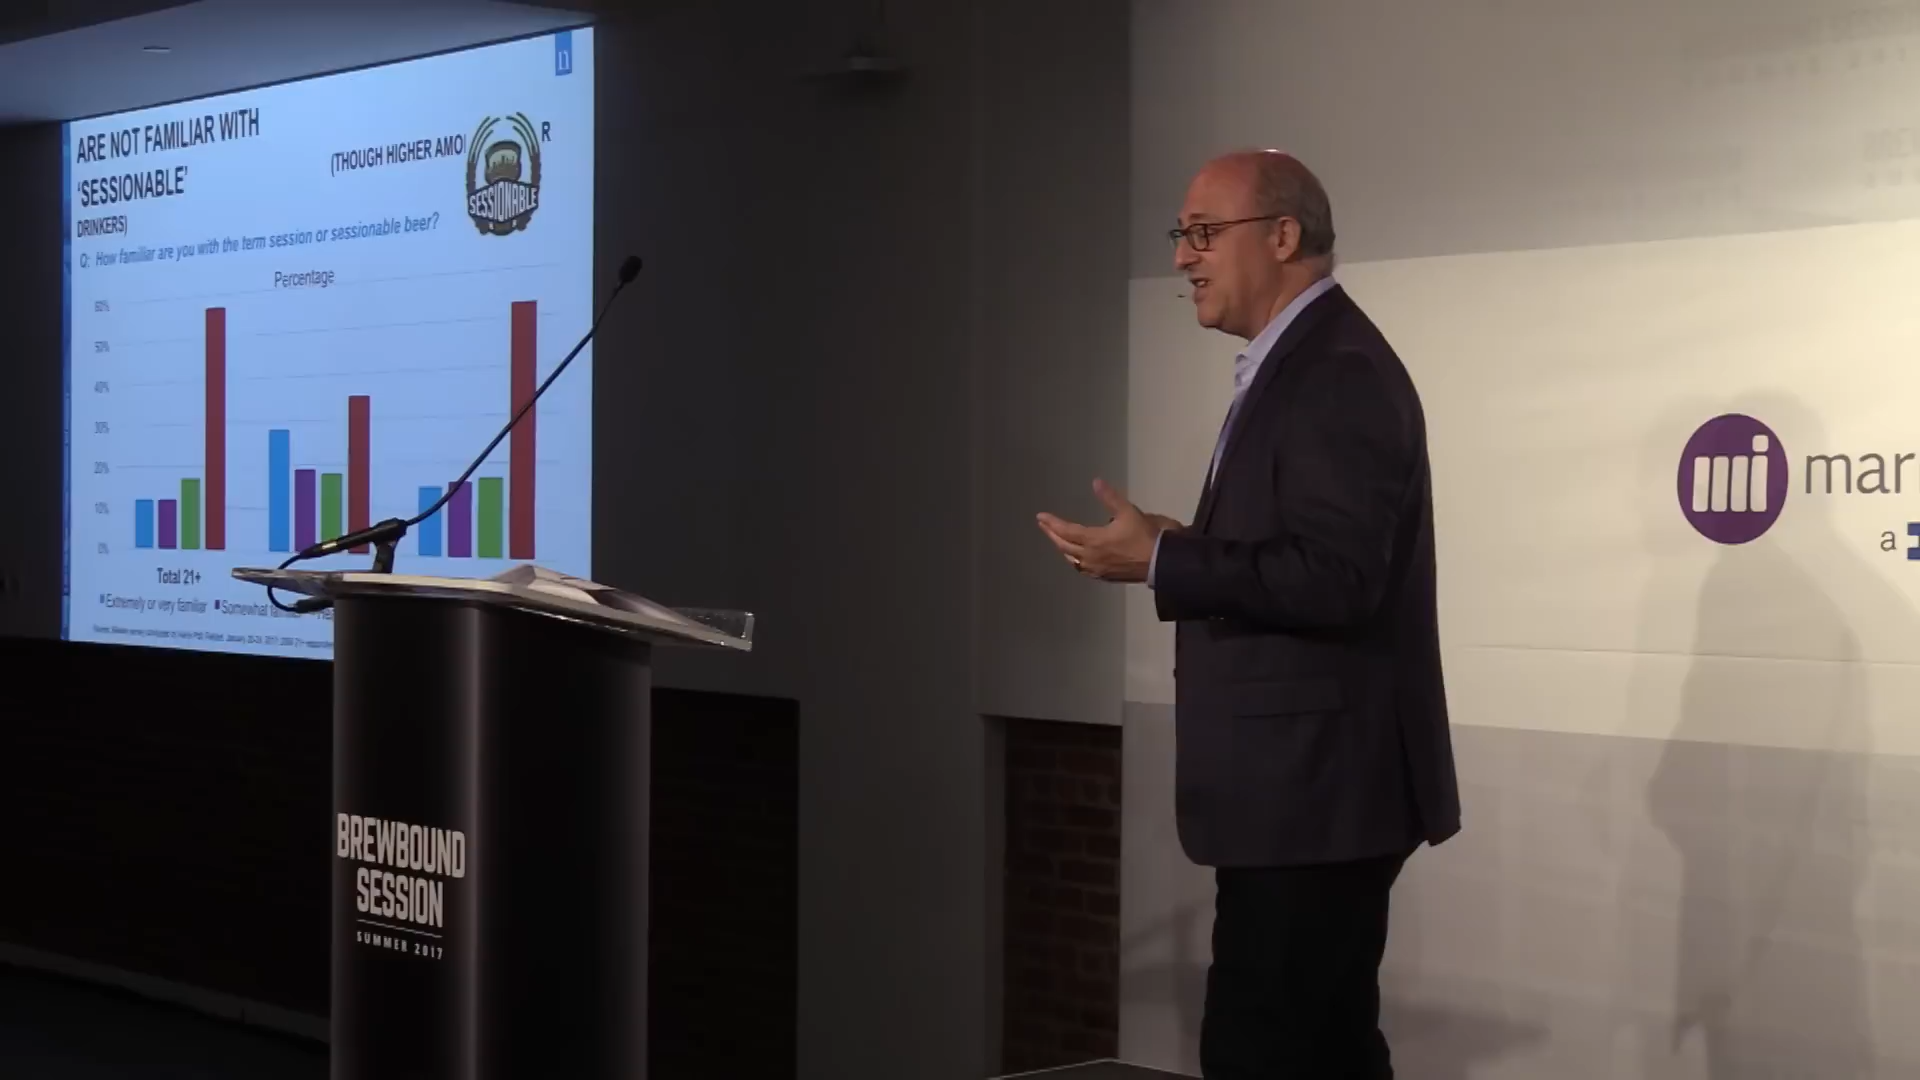 n
ARE NOT FAMILIAR WITH
'SESSIONABLE'
(THOUGH HIGHER AMO
R
DRINKERS)
SESSIONABLE
Q: How familiar are you with the term session or sessionable beer?
Percentage
60%
50%
40%
30%
20%
10%
0%
Total 21+
Extremely or very familiar
Somewhat
BREWBOUND
SESSION
SUMMER 2017
mi
mar
a